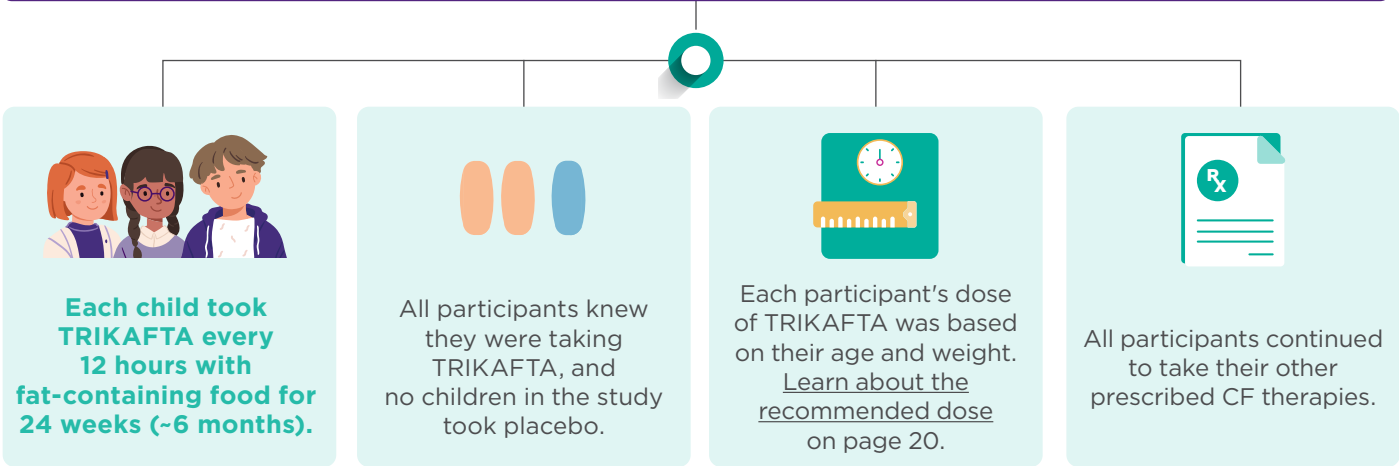 Each child took
TRIKAFTA every
12 hours with
fat-containing food for
24 weeks (~6 months).
All participants knew
they were taking
TRIKAFTA, and
no children in the study
took placebo.
Each participant's dose
of TRIKAFTA was based
on their age and weight.
Learn about the
recommended dose
on page 20.
Rx
All participants continued
to take their other
prescribed CF therapies.